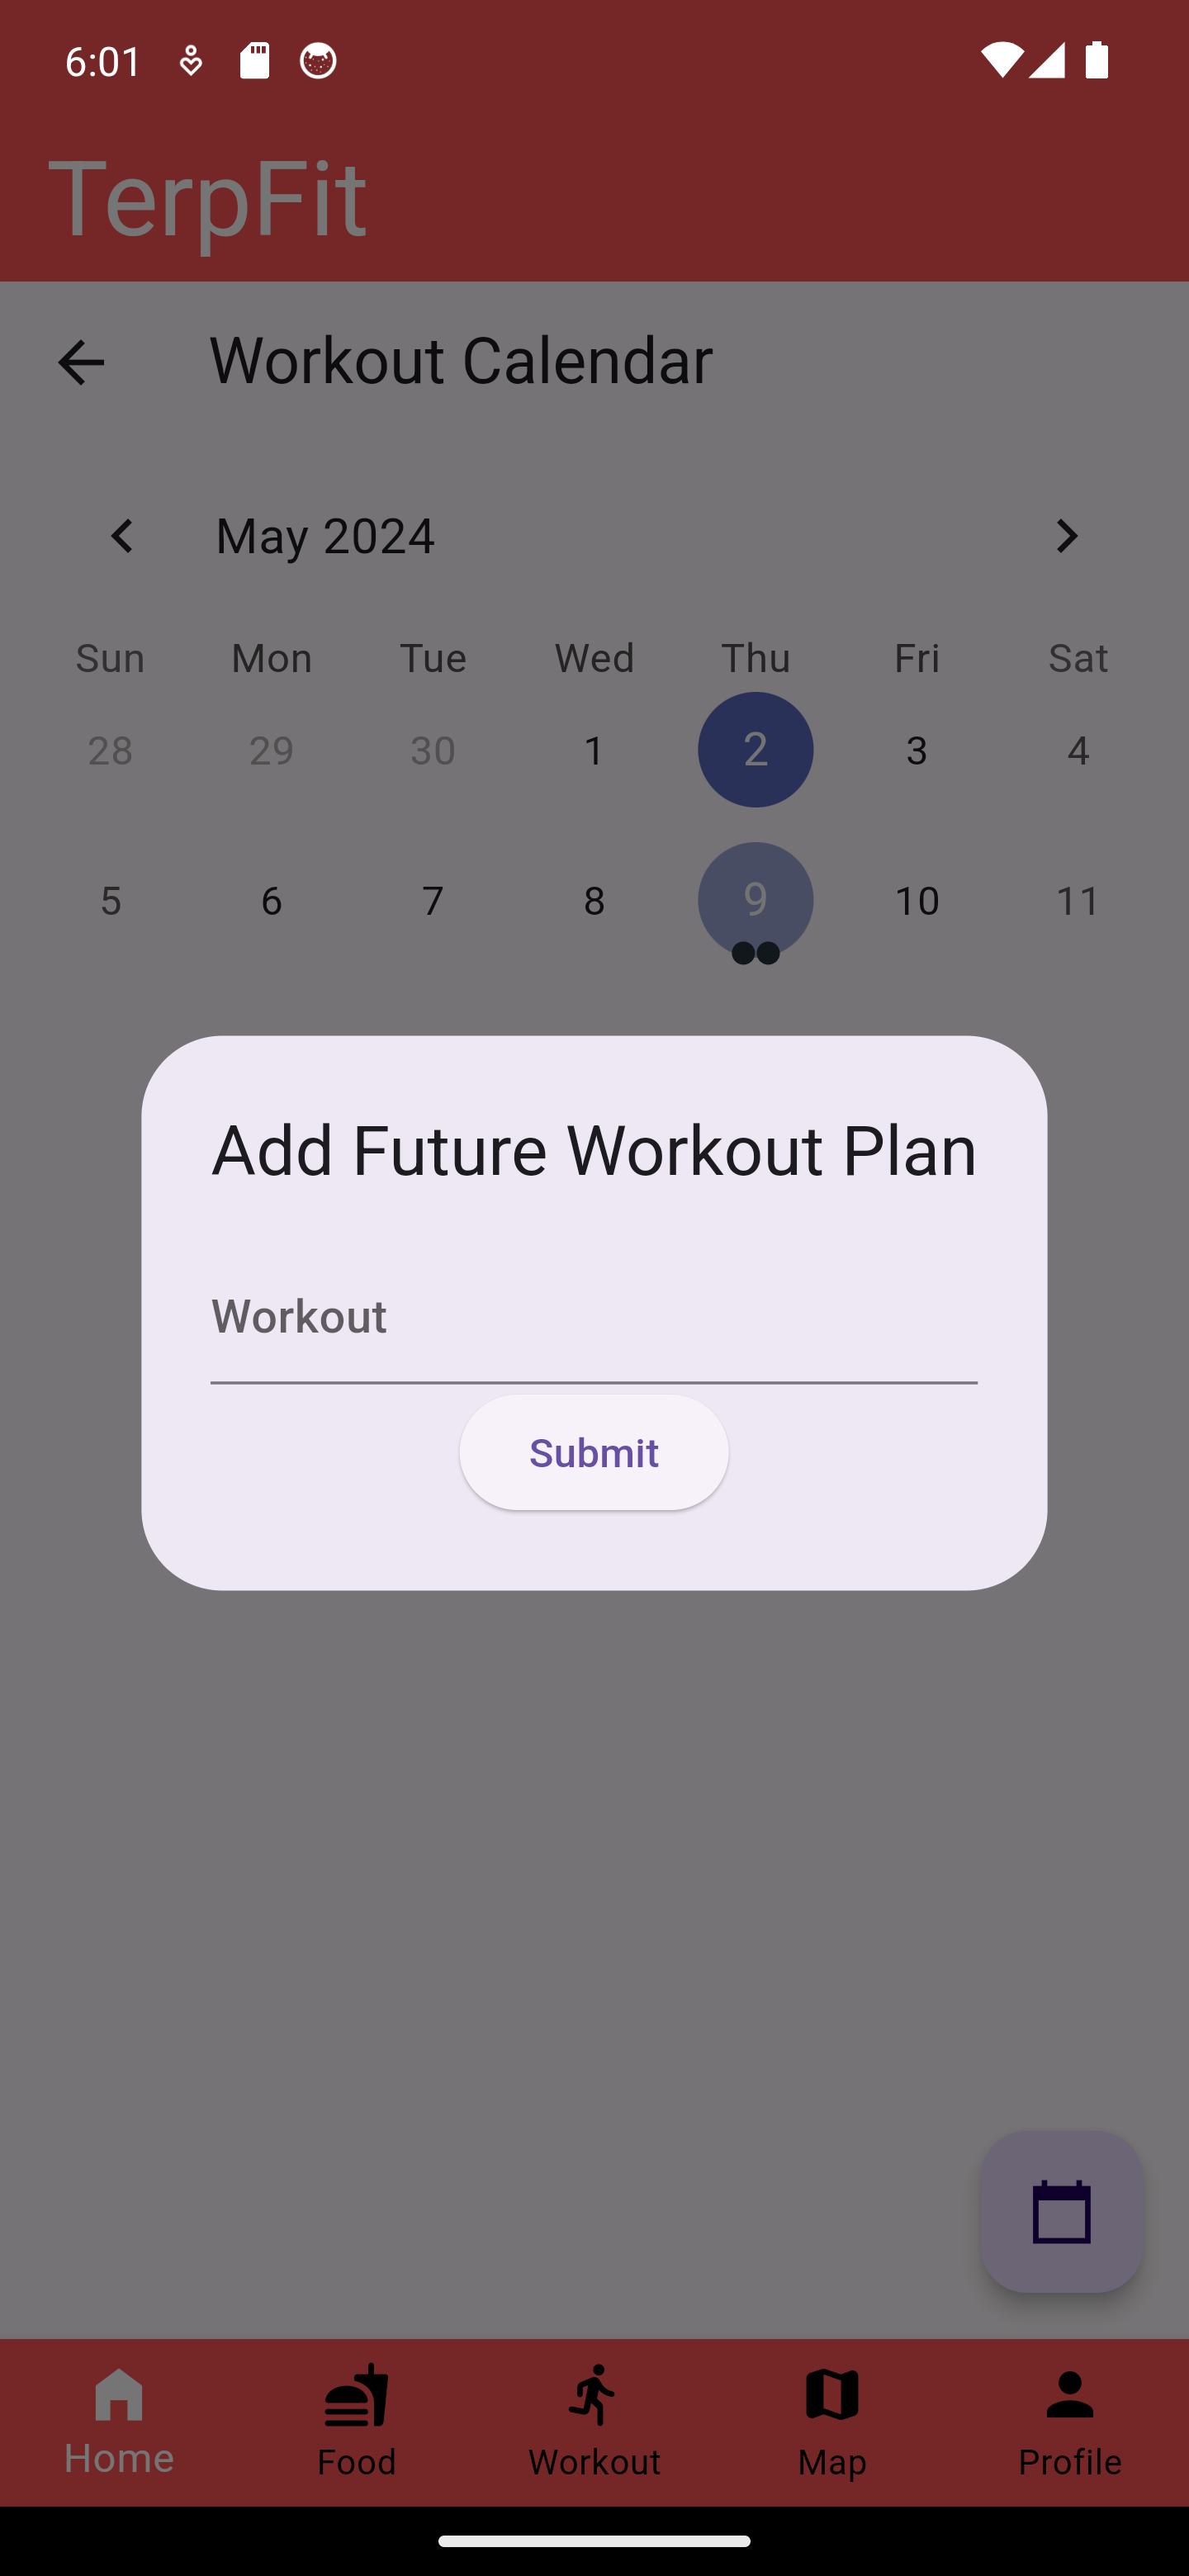 6:01
TerpFit
Workout Calendar
May 2024
Sun Mon Tue Wed Thu Fri Sat
28 29 30 1 2 3 4
5 6 7 8 9 10 11
Add Future Workout Plan
Workout
Submit
Home Food Workout Map Profile